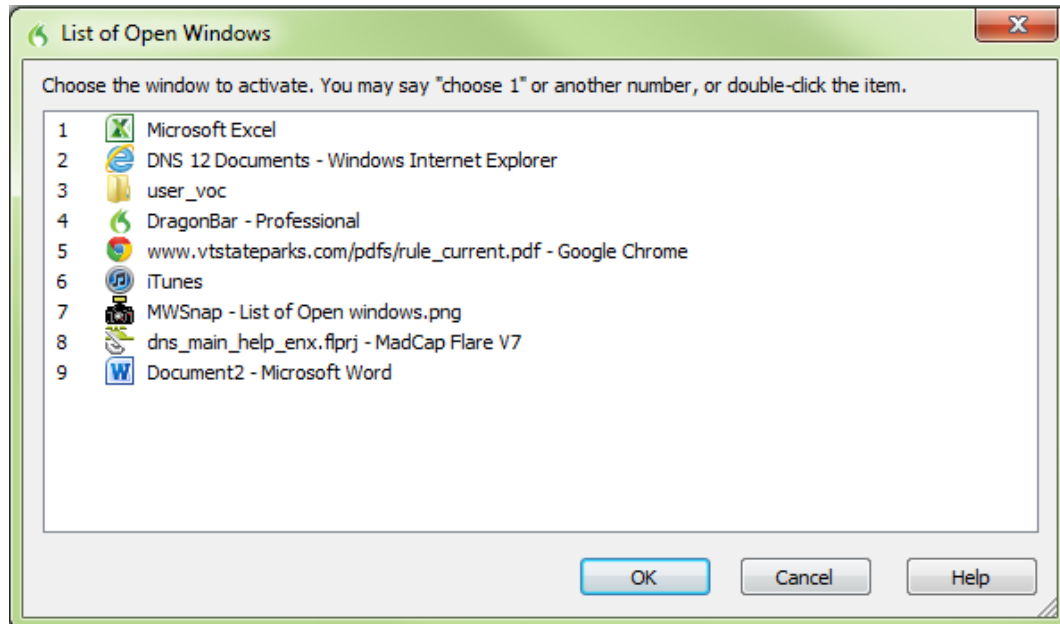 List of Open Windows
Choose the window to activate. You may say "choose 1" or another number, or double-click the item.
1 Microsoft Excel
2 DNS 12 Documents - Windows Internet Explorer
3 user_voc
4 DragonBar - Professional
5 www.vtstateparks.com/pdfs/rule_current.pdf - Google Chrome
6 iTunes
7 MWSnap - List of Open windows.png
8 dns_main_help_enx.flprj - MadCap Flare V7
9 Document2 - Microsoft Word
OK Cancel Help